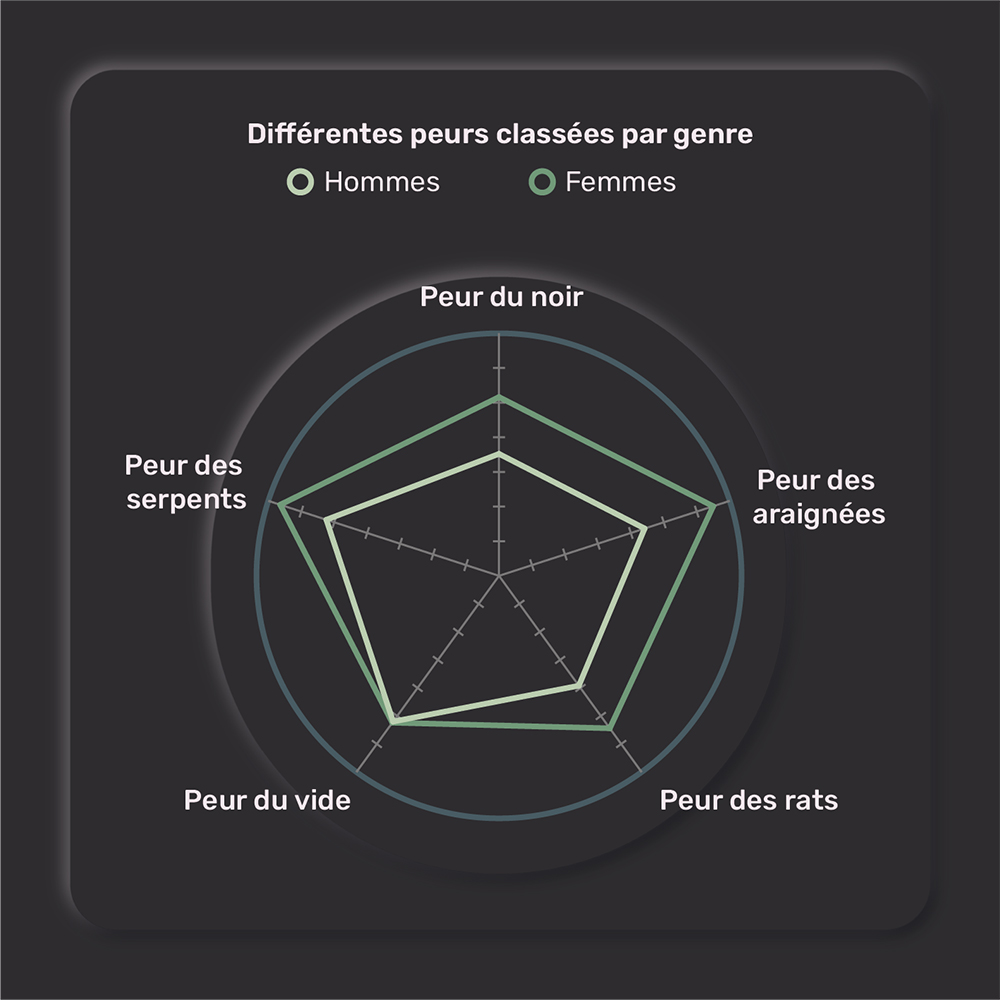 Différentes peurs classées par genre
Hommes
Femmes
Peur du noir
Peur des
serpents
Peur des
araignées
Peur du vide
Peur des rats